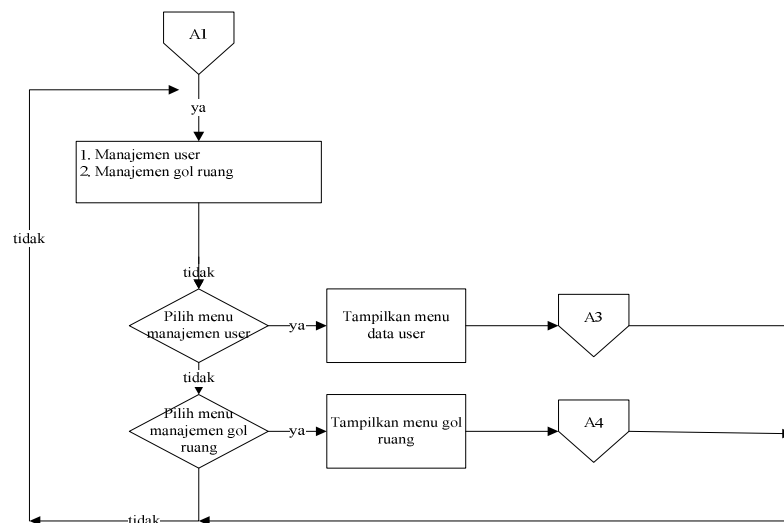 A1
ya
1. Manajemen user
2. Manajemen gol ruang
tidak
tidak
Pilih menu
manajemen user
ya
Tampilkan menu
data user
A3
tidak
Pilih menu
manajemen gol
ruang
ya
Tampilkan menu gol
ruang
A4
tidak